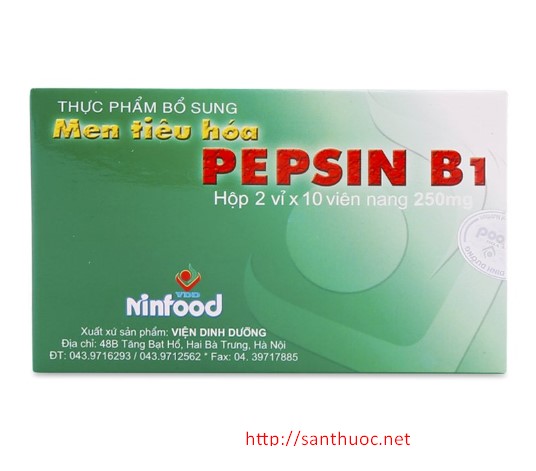 THỰC PHẨM BỔ SUNG
Men tiêu hóa
PEPSIN B1
Hộp 2 vỉ x 10 viên nang 250mg
VDD
Ninfood
Xuất xứ sản phẩm: VIỆN DINH DƯỠNG
Địa chỉ: 48B Tăng Bạt Hổ, Hai Bà Trưng, Hà Nội
ĐT: 043.9716293 / 043.9712562 * Fax: 04. 39717885
http://santhuoc.net